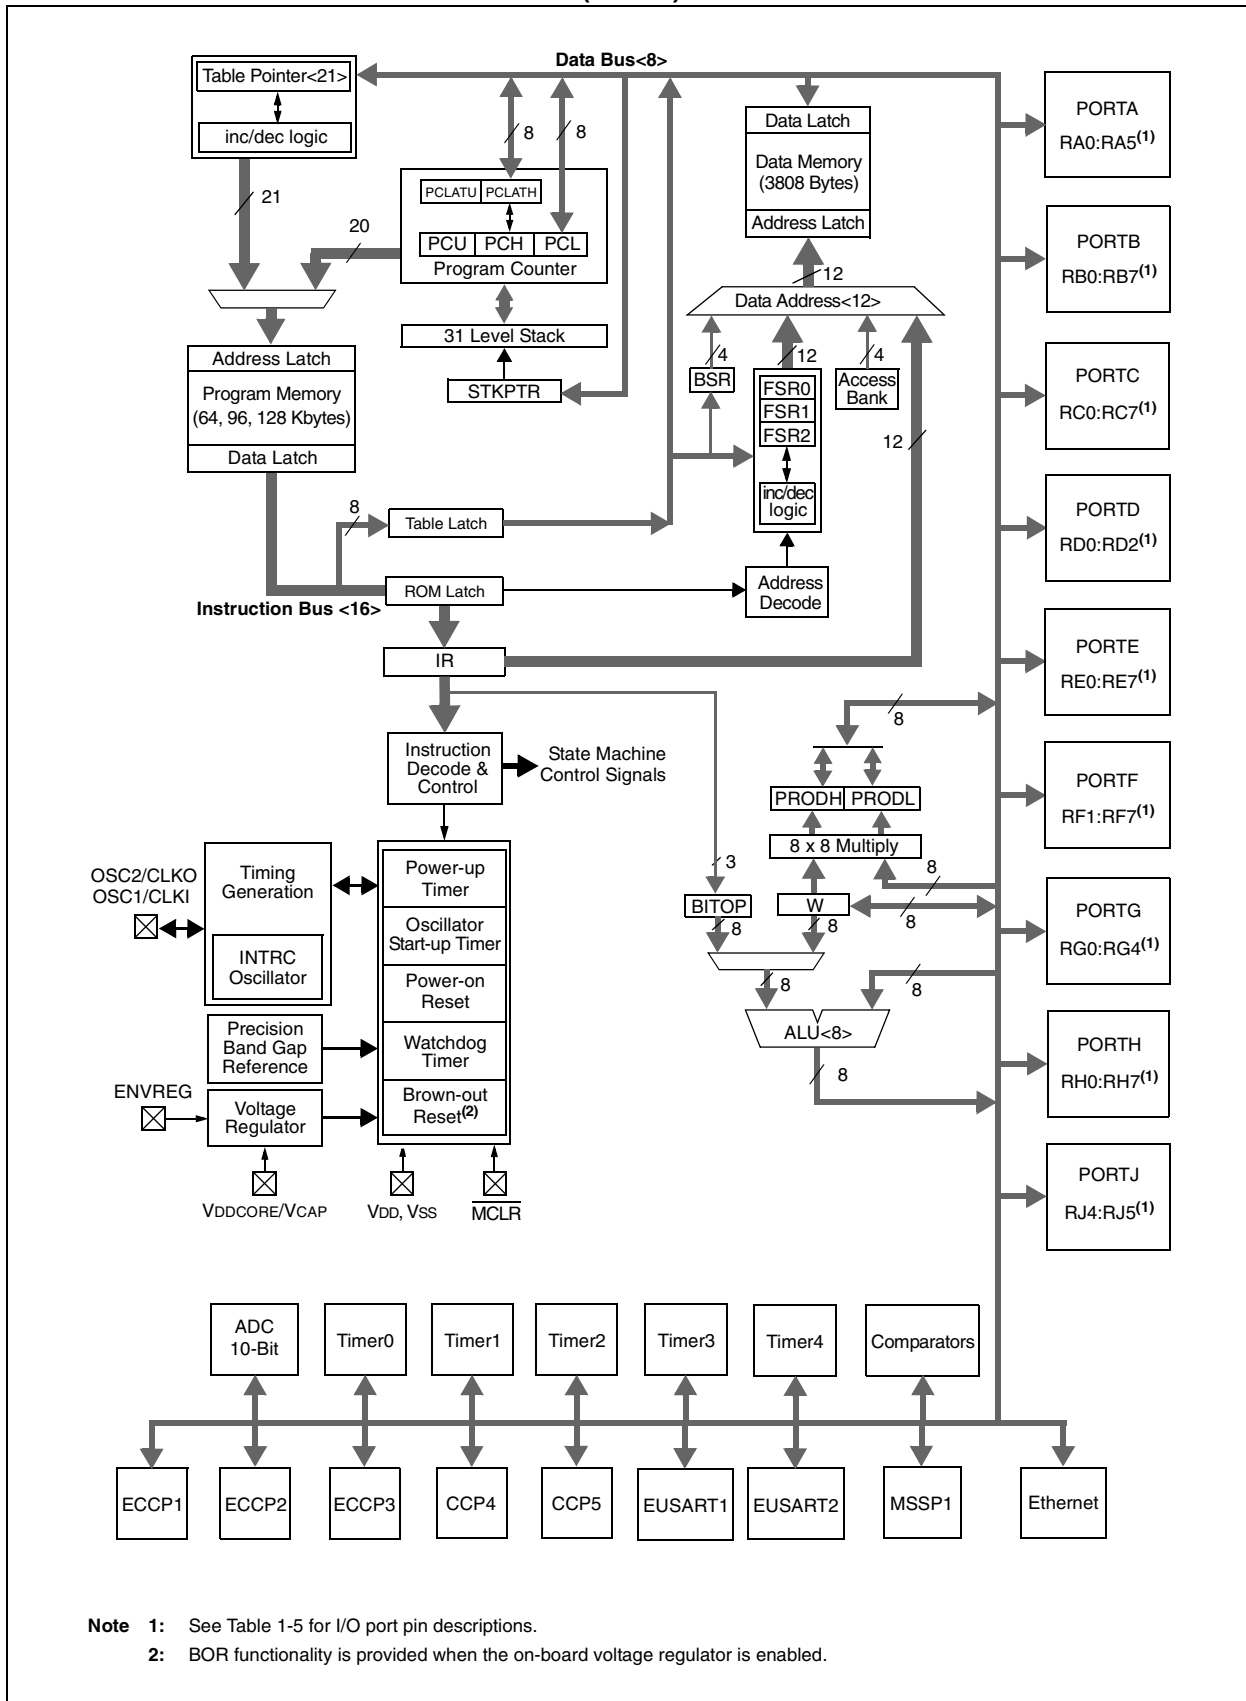 Data Bus<8>
Table Pointer<21>
inc/dec logic
21
20
8
8
PCLATU PCLATH
PCU PCH PCL
Program Counter
31 Level Stack
STKPTR
Data Latch
Data Memory
(3808 Bytes)
Address Latch
12
Data Address<12>
4
12
4
BSR
FSR0
FSR1
FSR2
inc/dec
logic
Access
Bank
12
Address
Decode
Address Latch
Program Memory
(64, 96, 128 Kbytes)
Data Latch
8
Table Latch
ROM Latch
Instruction Bus <16>
IR
Instruction
Decode &
Control
State Machine
Control Signals
8
PRODH PRODL
8 x 8 Multiply
8
3
BITOP
W
8
8
8
8
8
ALU<8>
8
OSC2/CLKO
OSC1/CLKI
Timing
Generation
INTRC
Oscillator
Power-up
Timer
Oscillator
Start-up Timer
Power-on
Reset
Watchdog
Timer
Brown-out
Reset(2)
Precision
Band Gap
Reference
ENVREG
Voltage
Regulator
VDDCORE/VCAP
VDD, VSS
MCLR
PORTA
RA0:RA5(1)
PORTB
RB0:RB7(1)
PORTC
RC0:RC7(1)
PORTD
RD0:RD2(1)
PORTE
RE0:RE7(1)
PORTF
RF1:RF7(1)
PORTG
RG0:RG4(1)
PORTH
RH0:RH7(1)
PORTJ
RJ4:RJ5(1)
ADC
10-Bit
Timer0
Timer1
Timer2
Timer3
Timer4
Comparators
ECCP1
ECCP2
ECCP3
CCP4
CCP5
EUSART1
EUSART2
MSSP1
Ethernet
Note 1: See Table 1-5 for I/O port pin descriptions.
2: BOR functionality is provided when the on-board voltage regulator is enabled.